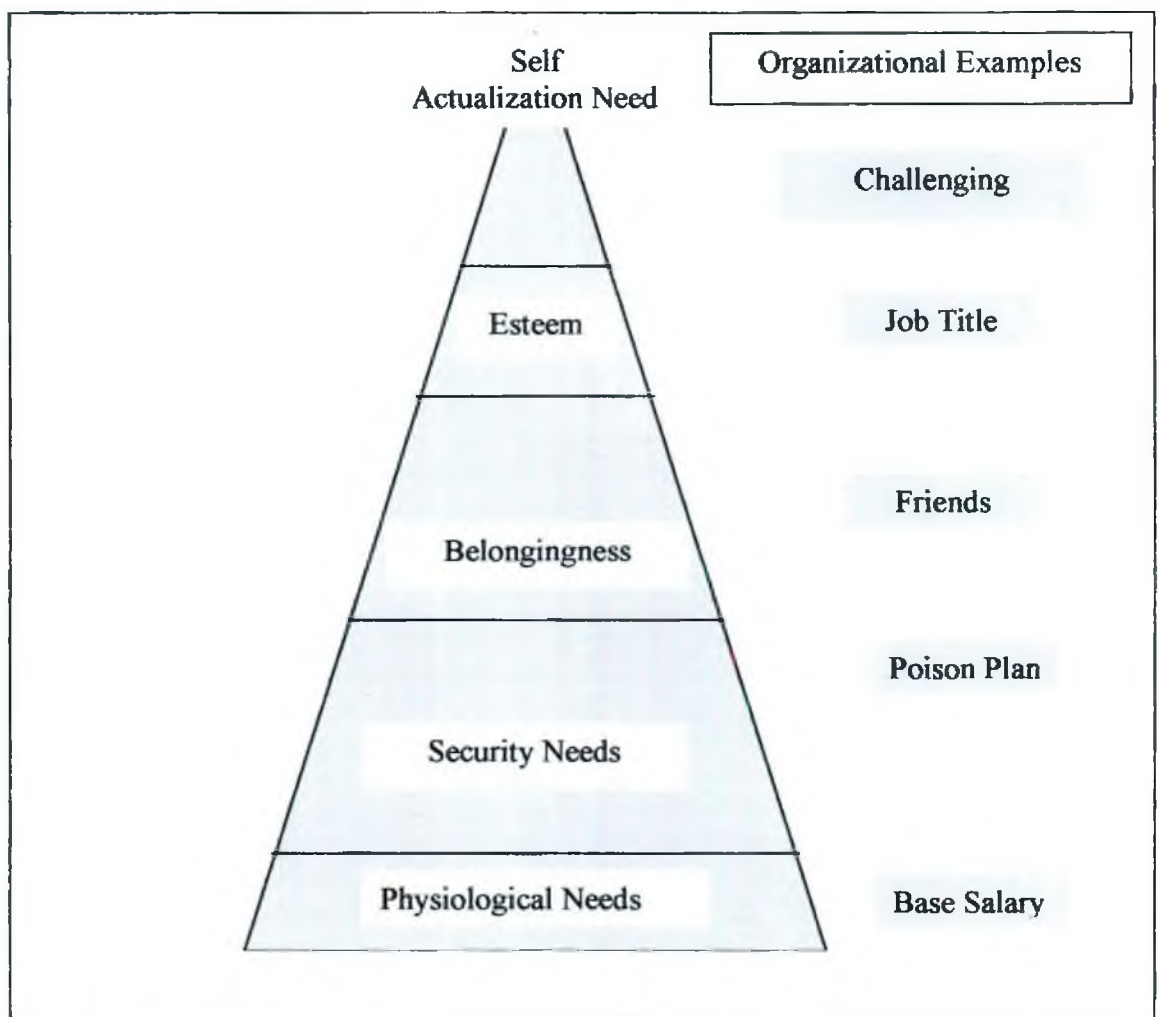 Self
Actualization Need
Organizational Examples
Challenging
Esteem
Job Title
Friends
Belongingness
Poison Plan
Security Needs
Physiological Needs
Base Salary